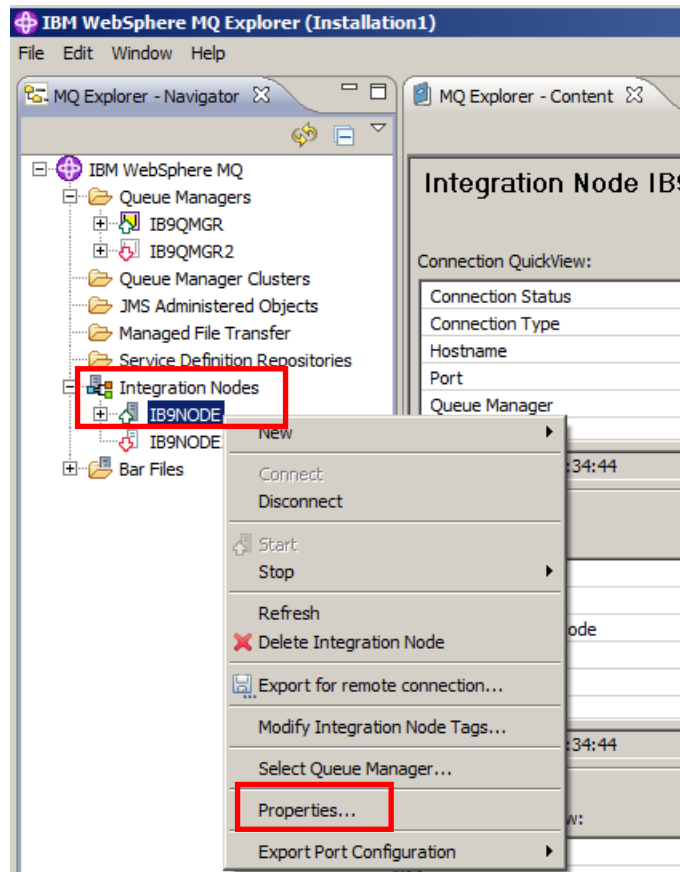 IBM WebSphere MQ Explorer (Installation1)
File Edit Window Help
MQ Explorer - Navigator
MQ Explorer - Content
IBM WebSphere MQ
Queue Managers
IB9QMGR
IB9QMGR2
Queue Manager Clusters
JMS Administered Objects
Managed File Transfer
Service Definition Repositories
Integration Nodes
IB9NODE
IB9NODE
Bar Files
Integration Node IB9
Connection QuickView:
Connection Status
Connection Type
Hostname
Port
Queue Manager
:34:44
ode
:34:44
w:
New
Connect
Disconnect
Start
Stop
Refresh
Delete Integration Node
Export for remote connection...
Modify Integration Node Tags...
Select Queue Manager...
Properties...
Export Port Configuration